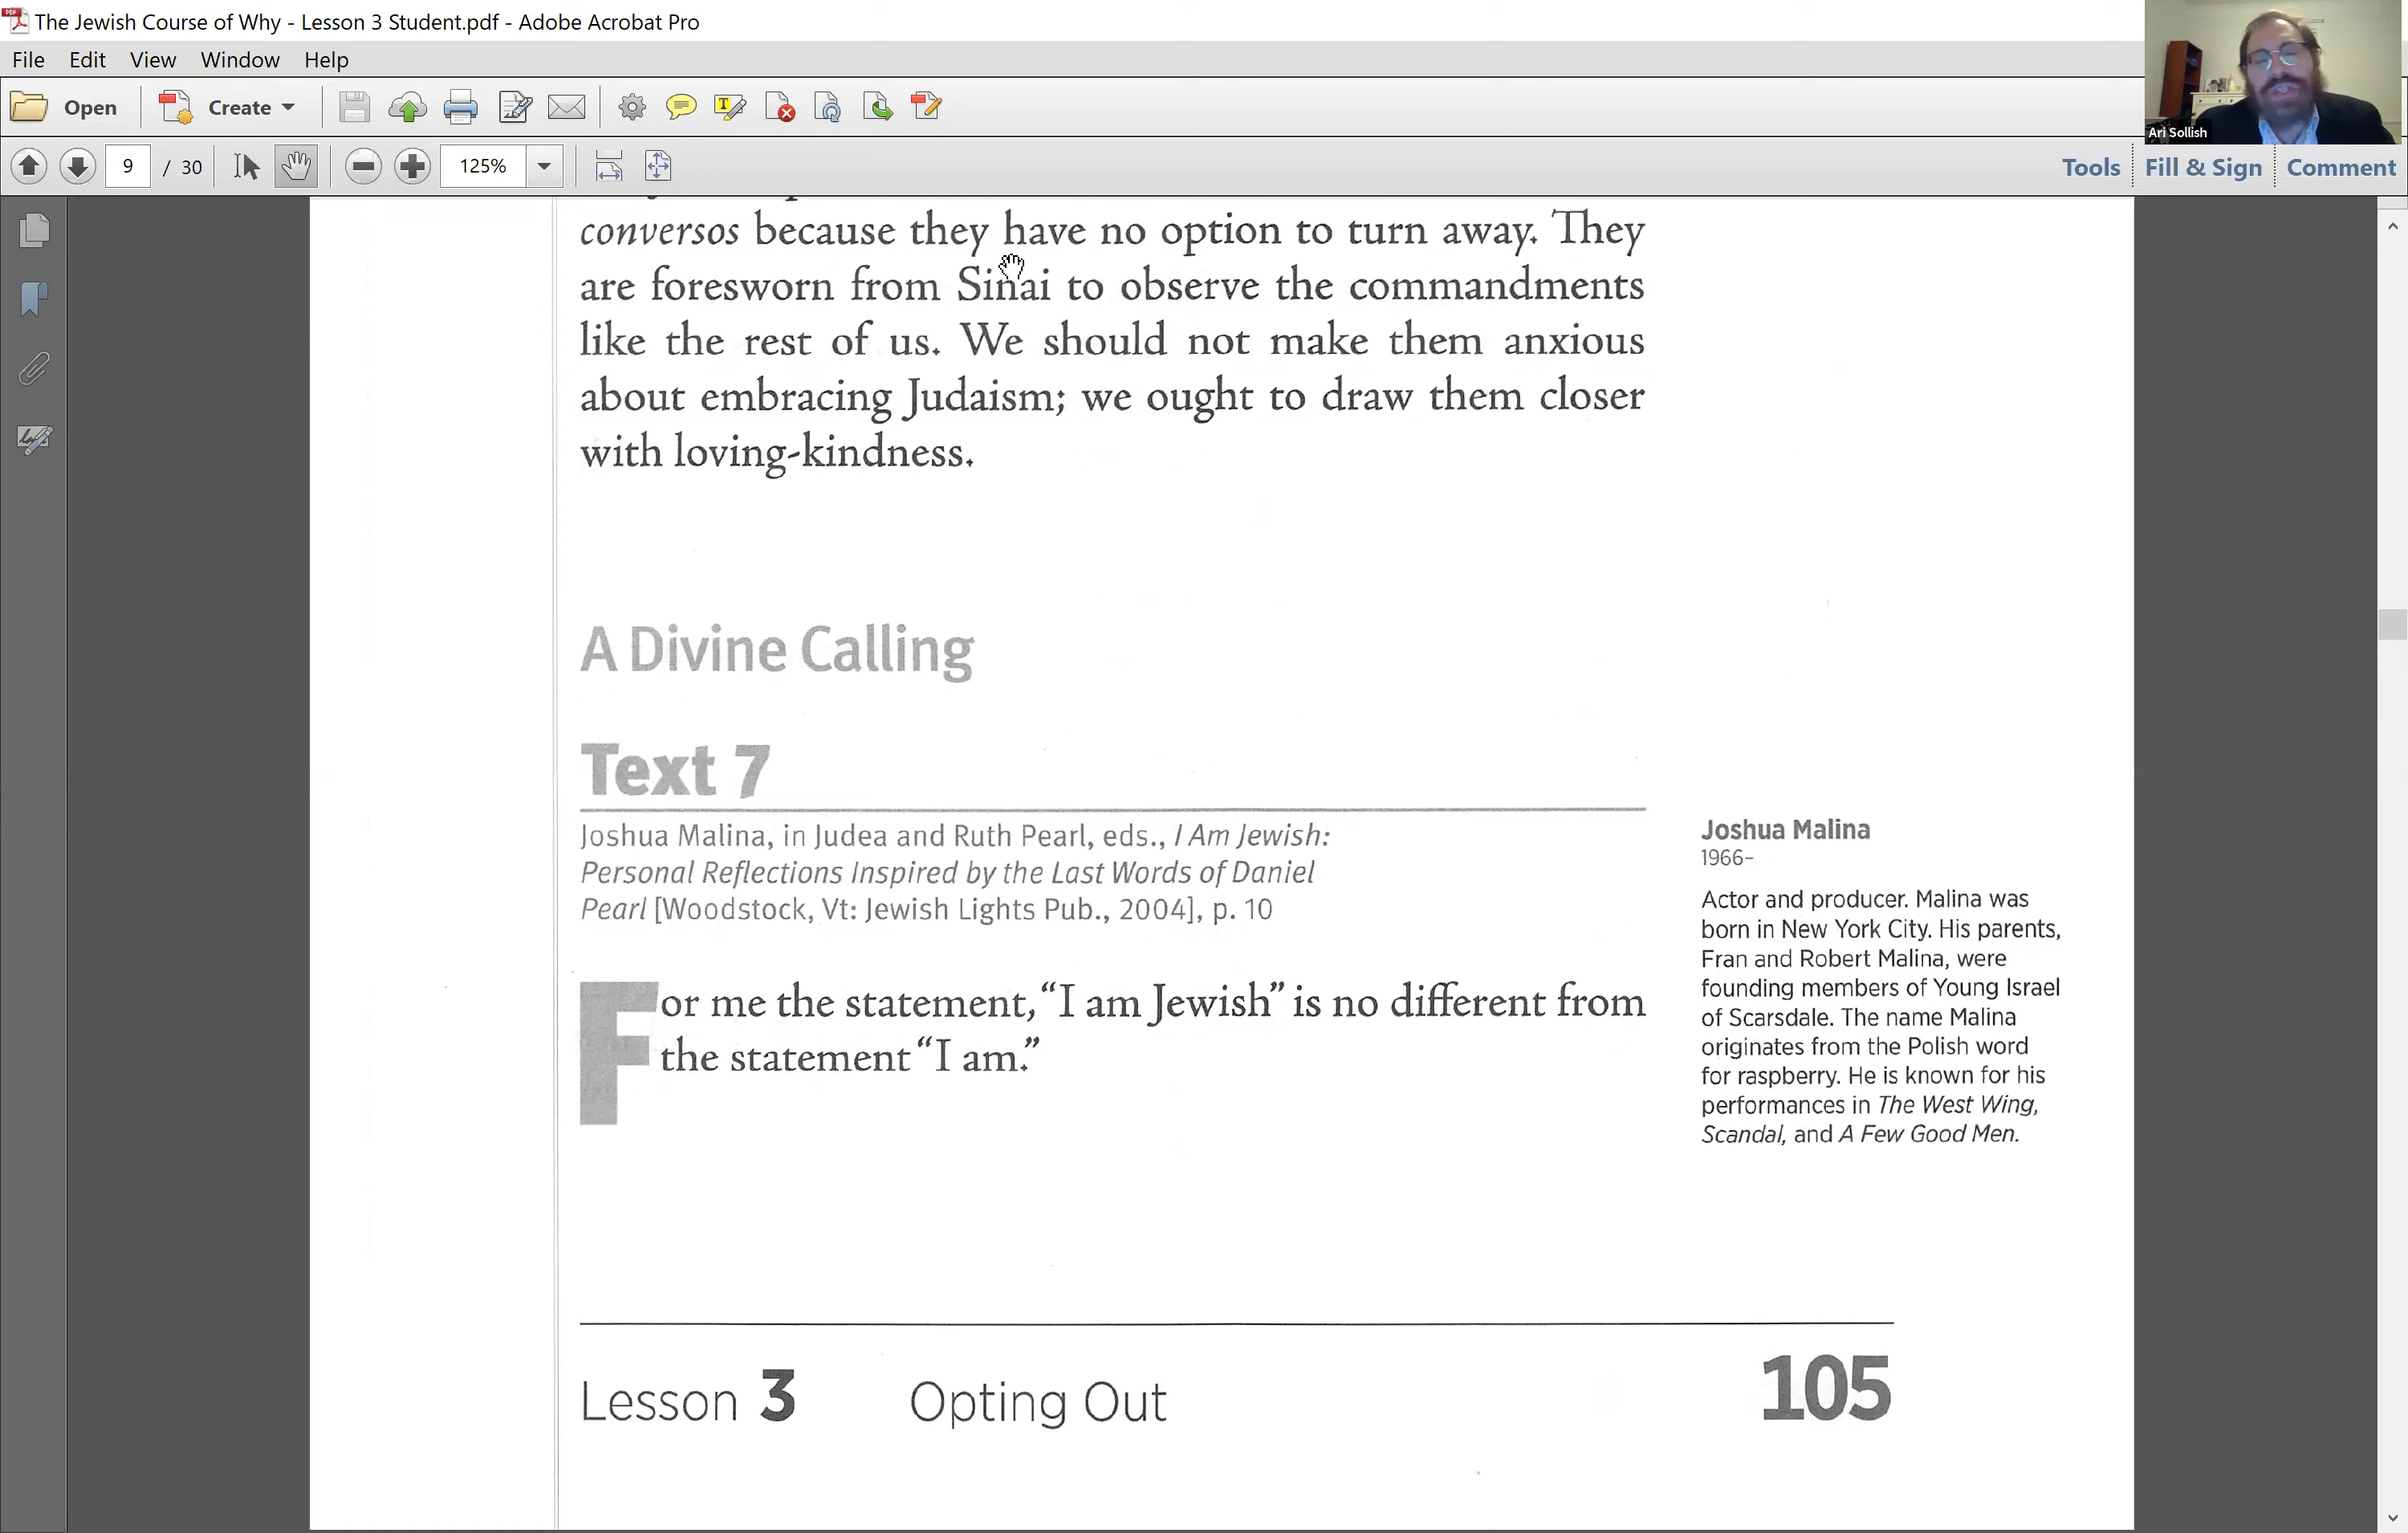 The Jewish Course of Why - Lesson 3 Student.pdf - Adobe Acrobat Pro
File Edit View Window Help
Open Create
9 / 30 125%
Ari Sollish
Tools Fill & Sign Comment
conversos because they have no option to turn away. They
are foresworn from Sinai to observe the commandments
like the rest of us. We should not make them anxious
about embracing Judaism; we ought to draw them closer
with loving-kindness.
A Divine Calling
Text 7
Joshua Malina, in Judea and Ruth Pearl, eds., I Am Jewish:
Personal Reflections Inspired by the Last Words of Daniel
Pearl [Woodstock, Vt: Jewish Lights Pub., 2004], p. 10
For me the statement, “I am Jewish” is no different from
the statement “I am.”
Joshua Malina
1966–
Actor and producer. Malina was
born in New York City. His parents,
Fran and Robert Malina, were
founding members of Young Israel
of Scarsdale. The name Malina
originates from the Polish word
for raspberry. He is known for his
performances in The West Wing,
Scandal, and A Few Good Men.
Lesson 3 Opting Out 105